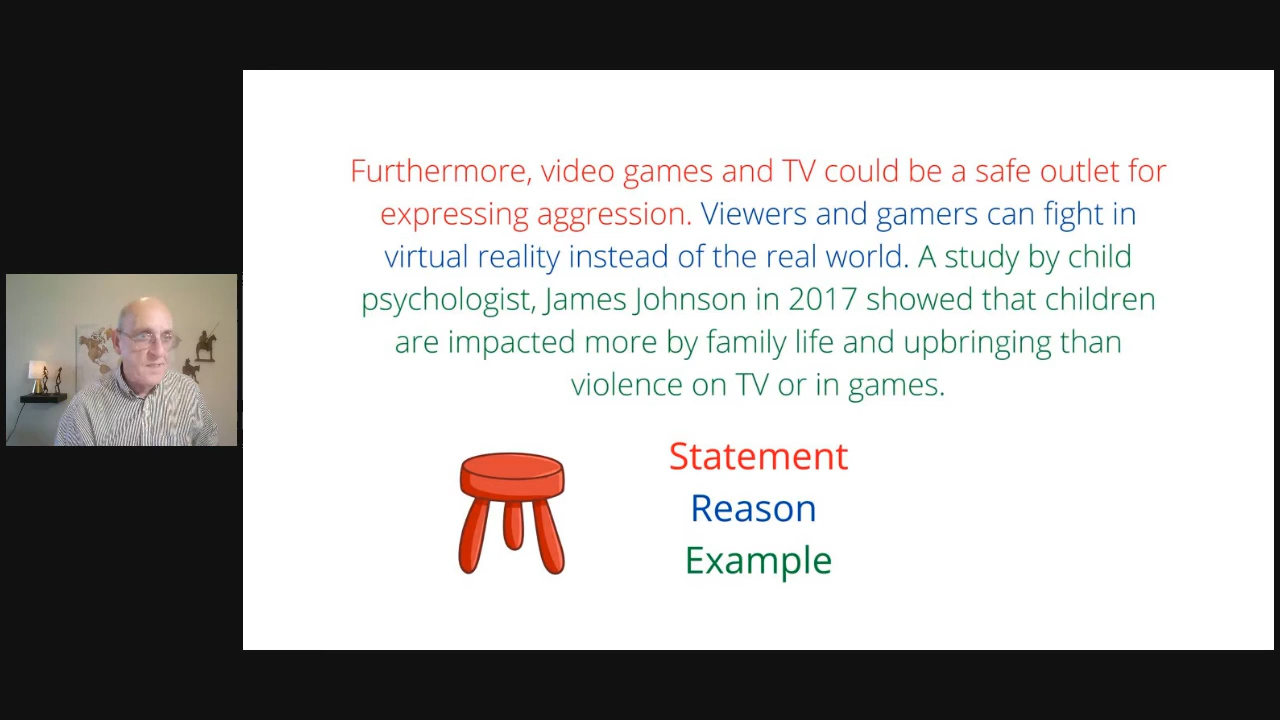 Furthermore, video games and TV could be a safe outlet for
expressing aggression. Viewers and gamers can fight in
virtual reality instead of the real world. A study by child
psychologist, James Johnson in 2017 showed that children
are impacted more by family life and upbringing than
violence on TV or in games.
Statement
Reason
Example